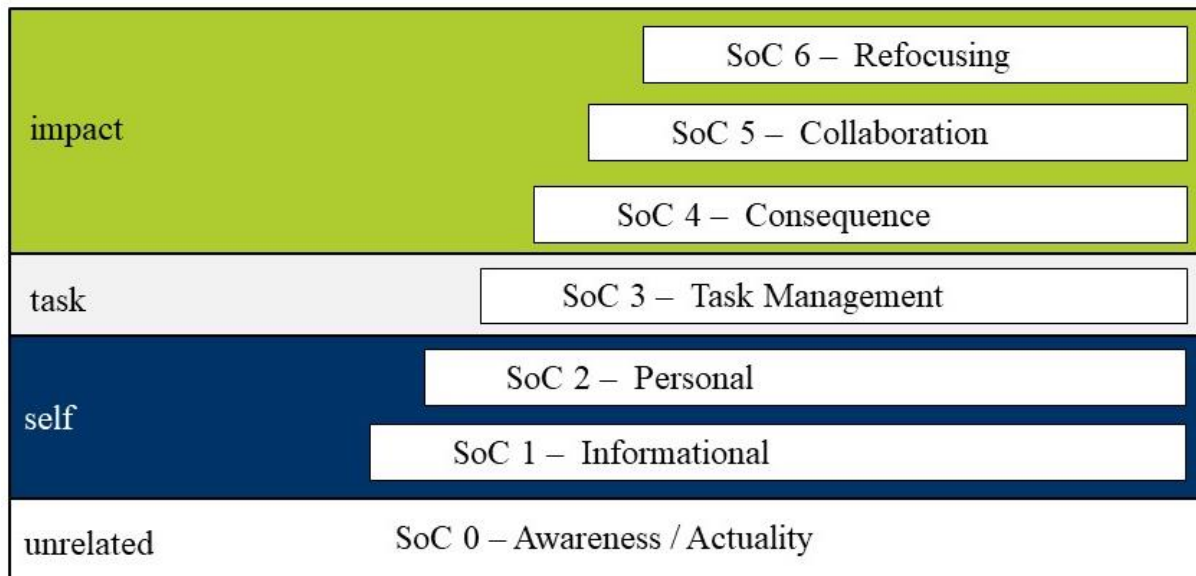 SoC 6 – Refocusing
impact
SoC 5 – Collaboration
SoC 4 – Consequence
task
SoC 3 – Task Management
SoC 2 – Personal
self
SoC 1 – Informational
unrelated
SoC 0 – Awareness / Actuality